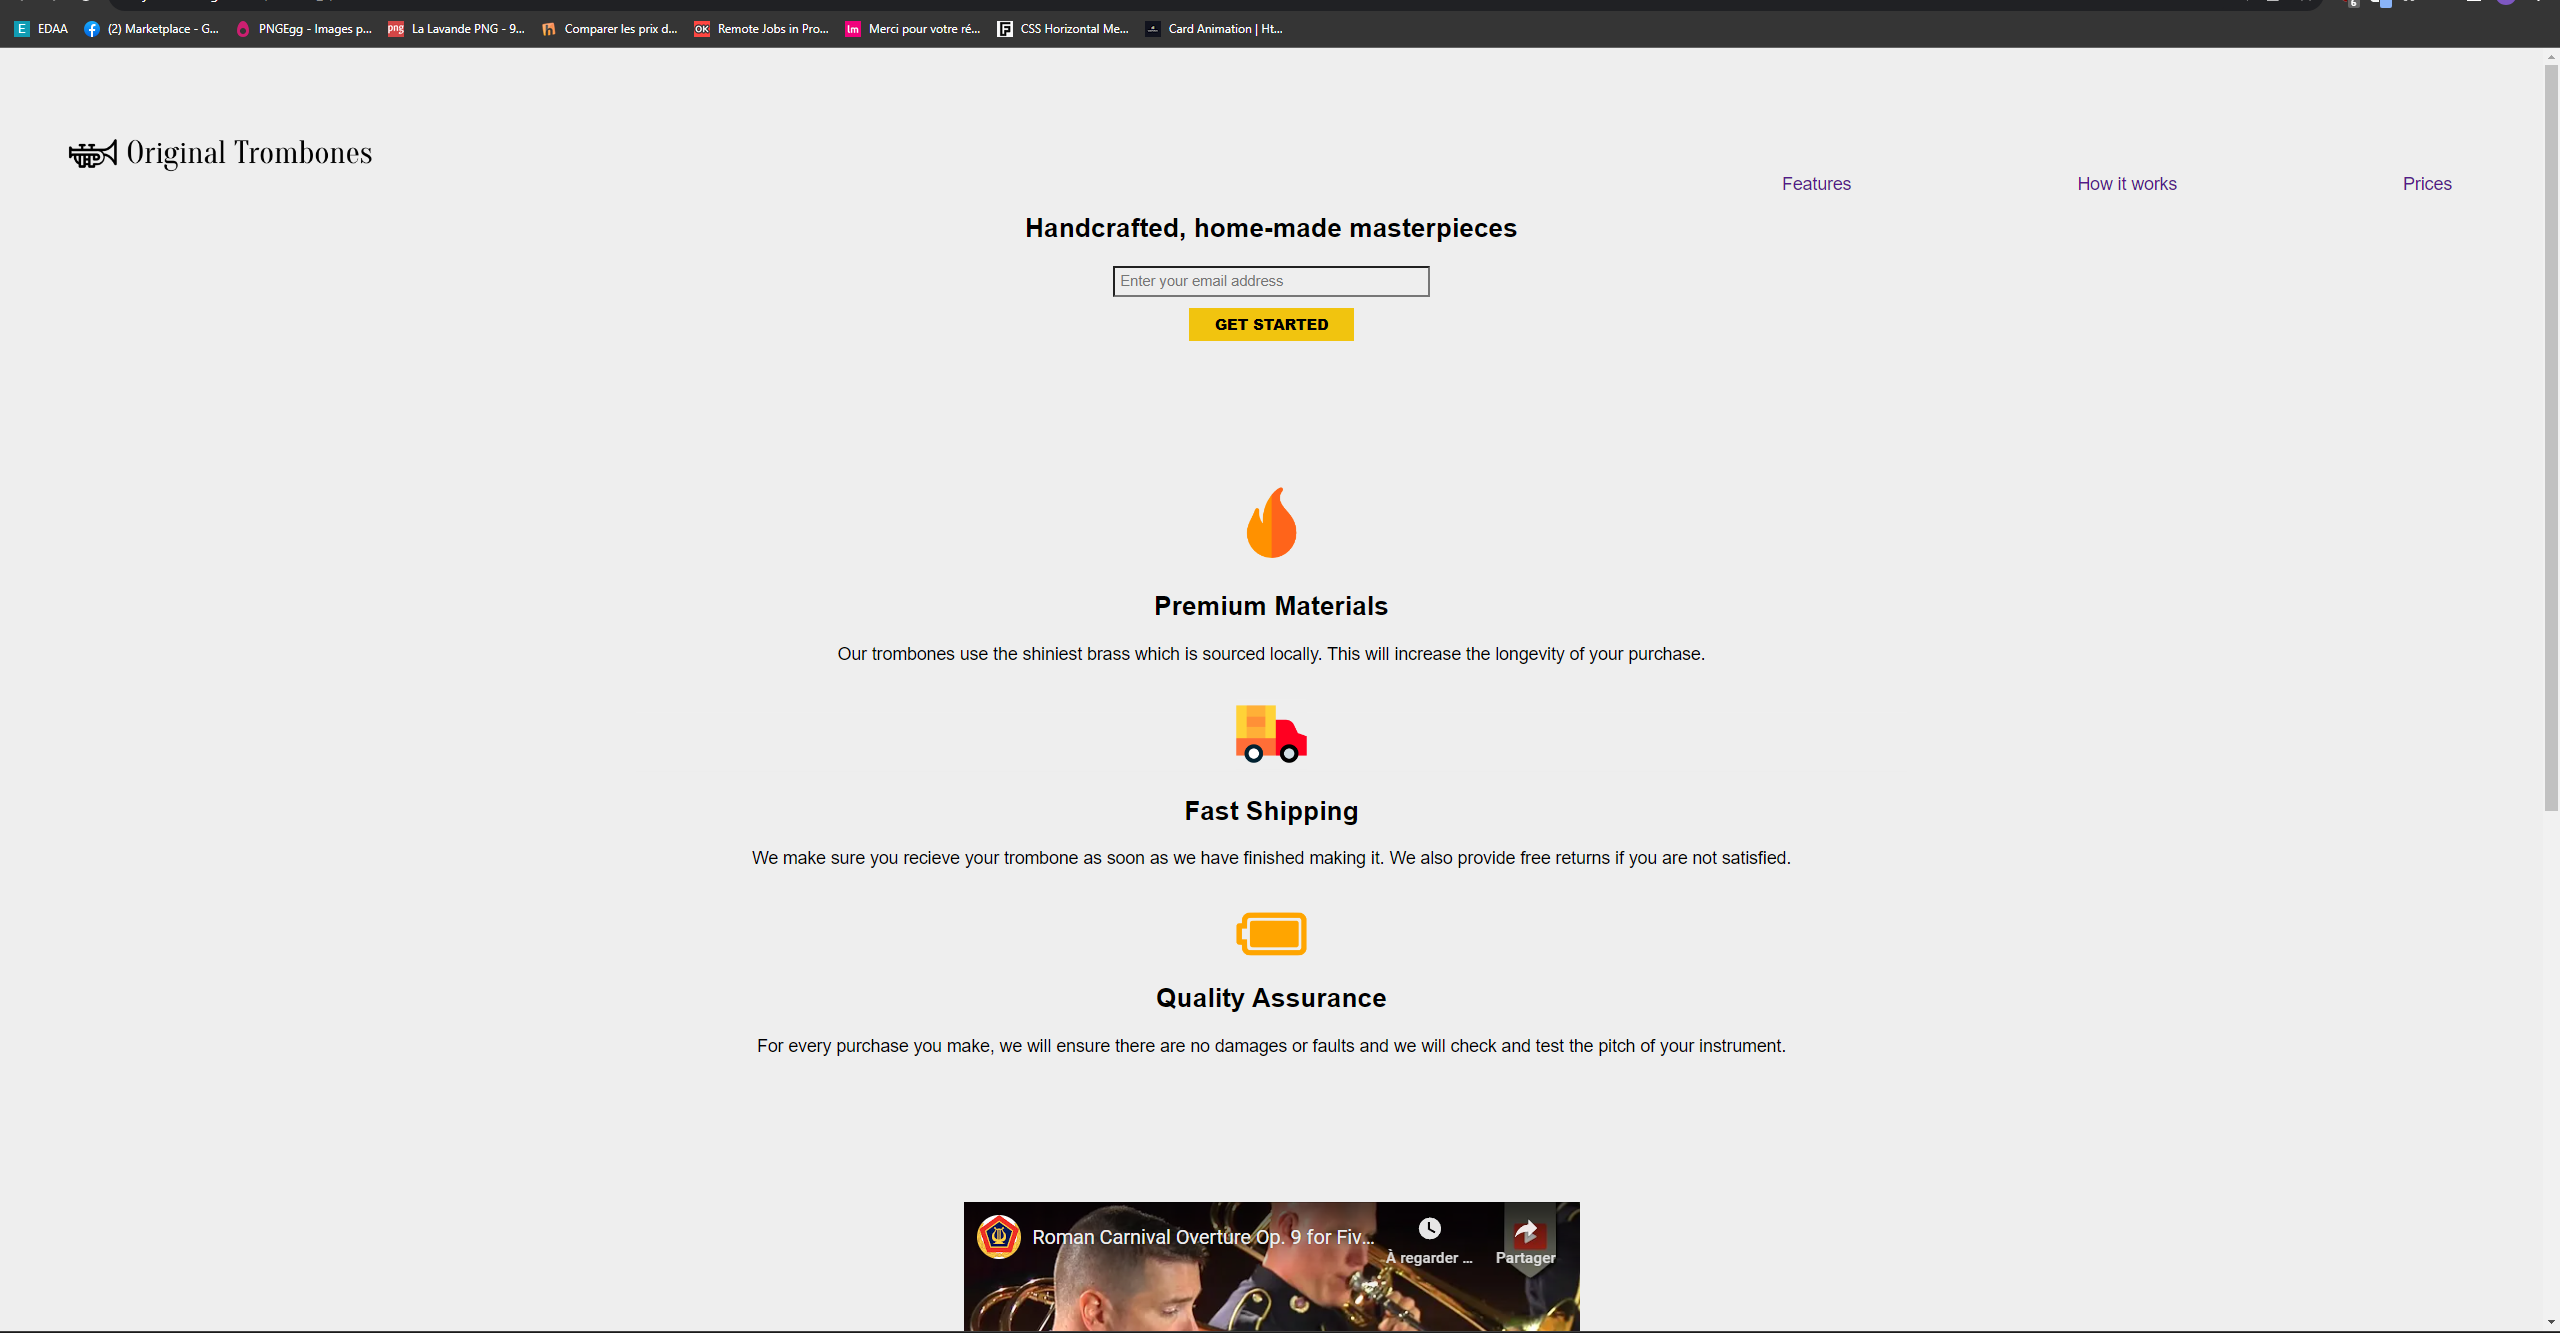 EDAA (2) Marketplace - G... PNGEgg - Images p... La Lavande PNG - 9... Comparer les prix d... Remote Jobs in Pro... Merci pour votre ré... CSS Horizontal Me... Card Animation | Ht...
Original Trombones
Features How it works Prices
Handcrafted, home-made masterpieces
Enter your email address
GET STARTED
Premium Materials
Our trombones use the shiniest brass which is sourced locally. This will increase the longevity of your purchase.
Fast Shipping
We make sure you recieve your trombone as soon as we have finished making it. We also provide free returns if you are not satisfied.
Quality Assurance
For every purchase you make, we will ensure there are no damages or faults and we will check and test the pitch of your instrument.
Roman Carnival Overture Op. 9 for Fiv...
À regarder ... Partager